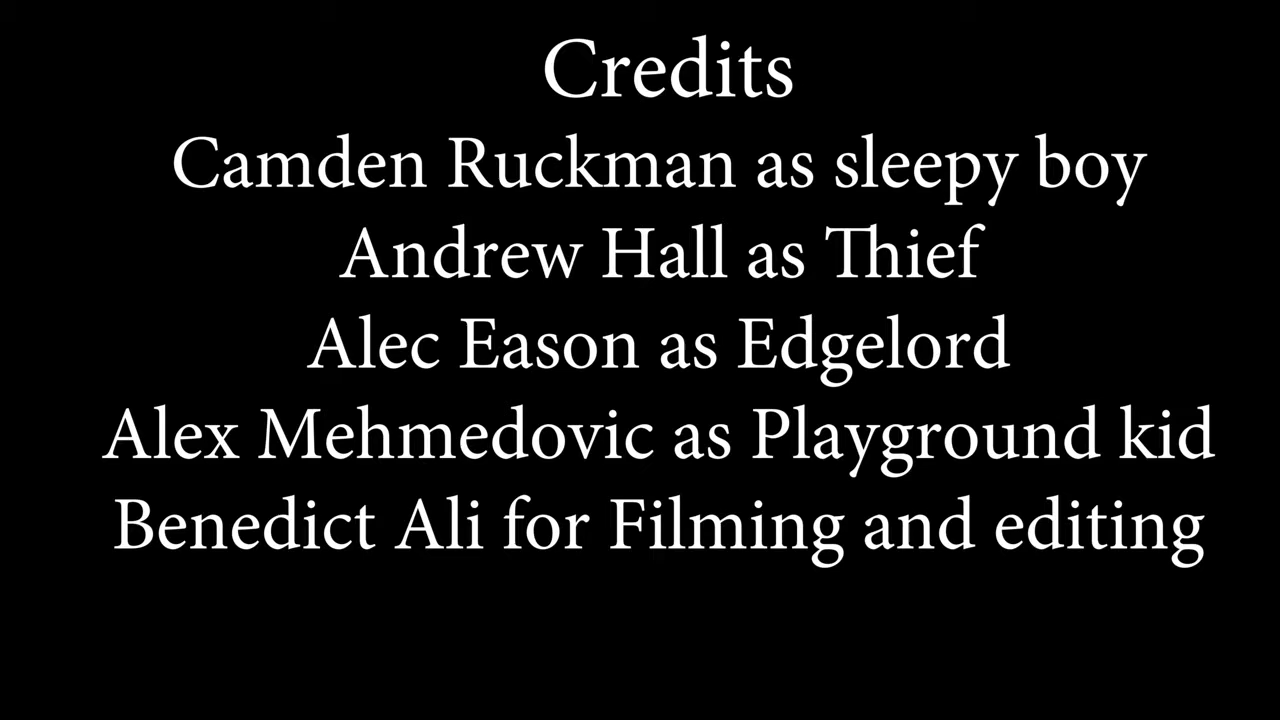 Credits
Camden Ruckman as sleepy boy
Andrew Hall as Thief
Alec Eason as Edgelord
Alex Mehmedovic as Playground kid
Benedict Ali for Filming and editing